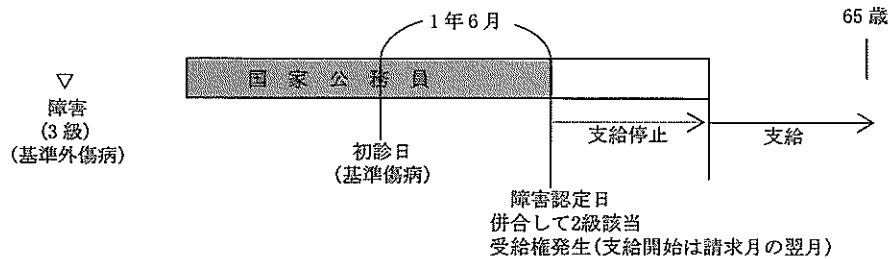 1年6月
65歳
国家公務員
▽
障害
(3級)
(基準外傷病)
初診日
(基準傷病)
支給停止
支給
障害認定日
併合して2級該当
受給権発生(支給開始は請求月の翌月)